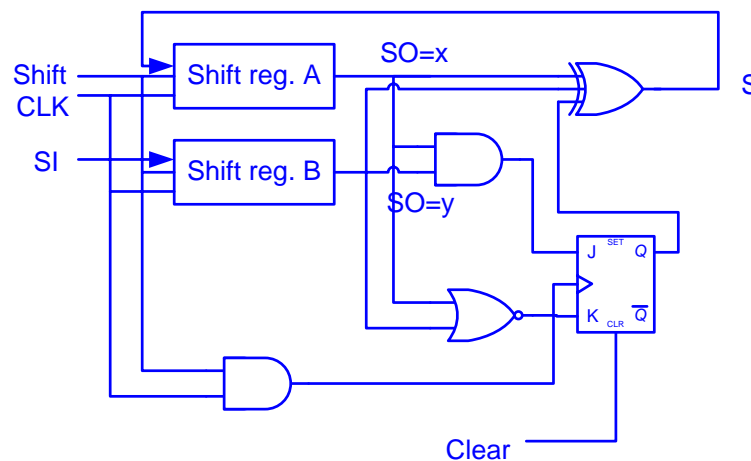 SO=x
Shift
Shift reg. A
CLK
S
SI
Shift reg. B
SO=y
SET
J
Q
K
CLR
Q
Clear